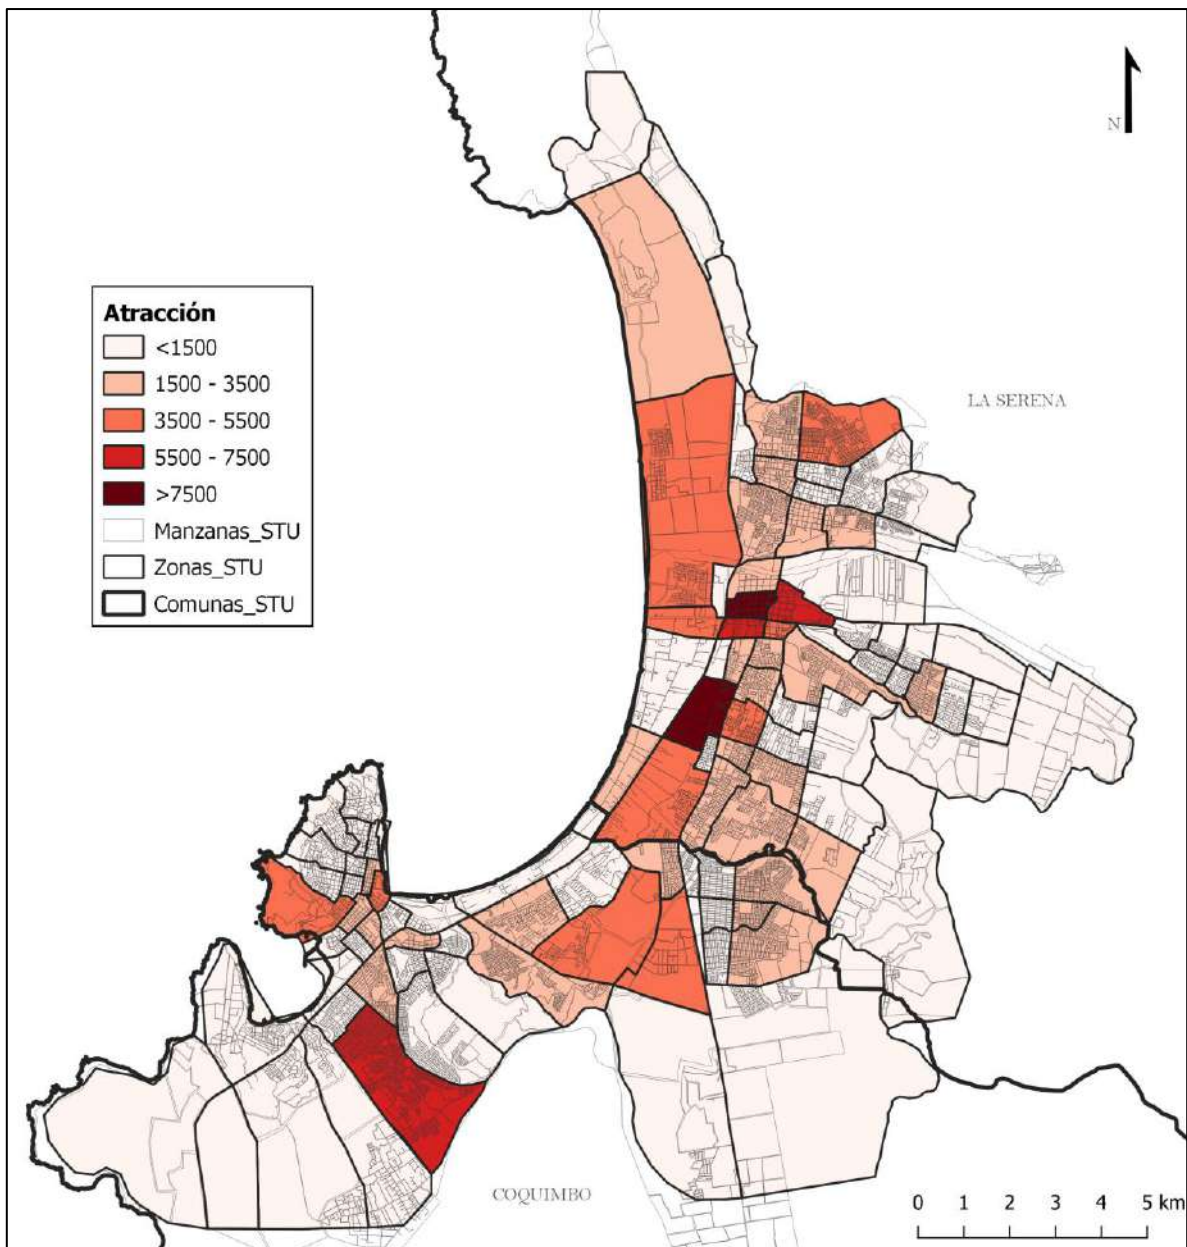 N
LA SERENA
Atracción
<1500
1500 - 3500
3500 - 5500
5500 - 7500
>7500
Manzanas_STU
Zonas_STU
Comunas_STU
COQUIMBO
0 1 2 3 4 5 km